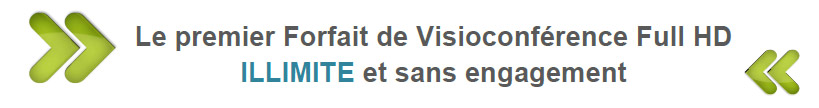 Le premier Forfait de Visioconférence Full HD
ILLIMITE et sans engagement